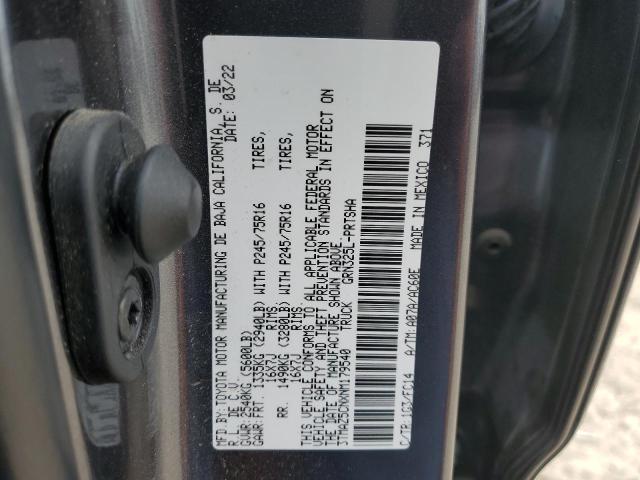 MFD. BY: TOYOTA MOTOR MANUFACTURING DE BAJA CALIFORNIA, S. DE
R. L. DE C. V. DATE: 03/22
GVWR: 2540KG (5600LB)
GAWR: FRT. 1335KG (2940LB) WITH P245/75R16 TIRES,
16X7J RIMS
RR. 1490KG (3280LB) WITH P245/75R16 TIRES,
16X7J RIMS.
THIS VEHICLE CONFORMS TO ALL APPLICABLE FEDERAL MOTOR
VEHICLE SAFETY AND THEFT PREVENTION STANDARDS IN EFFECT ON
THE DATE OF MANUFACTURE SHOWN ABOVE.
3TMAZ5CNXNM179540 TRUCK GRN325L-PRTSHA
C/TR:1G3/FC14 A/TM:A07A/AC60E MADE IN MEXICO 371